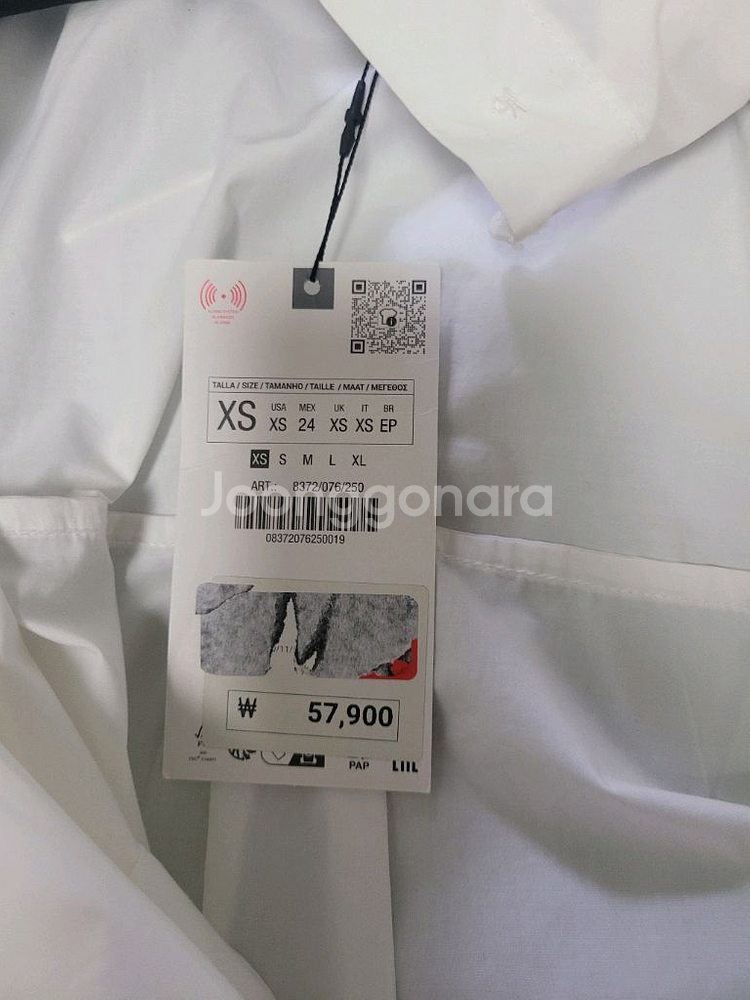 TALLA / SIZE / TAMANHO / TAILLE / MAAT / ΜΕΓΕΘΟΣ
XS USA XS MEX 24 UK XS IT XS BR EP
XS S M L XL
ART.: 8372/076/250
Joonggonara
08372076250019
₩ 57,900
PAP